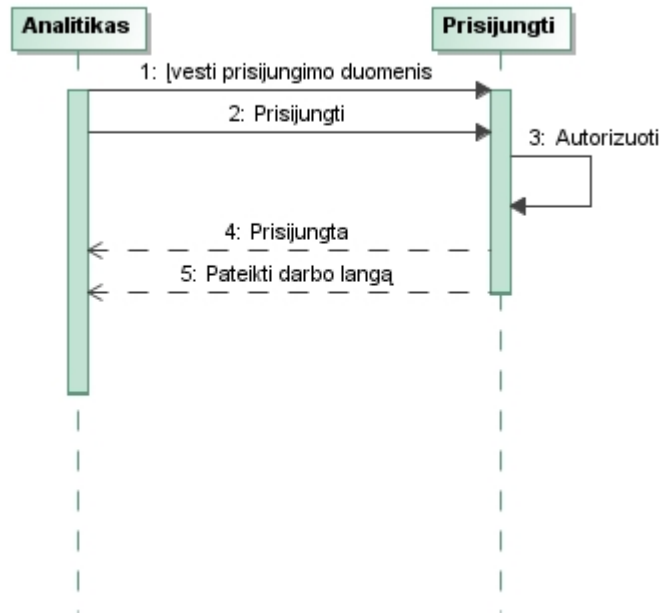 Analitikas
Prisijungti
1: Įvesti prisijungimo duomenis
2: Prisijungti
3: Autorizuoti
4: Prisijungta
5: Pateikti darbo langą